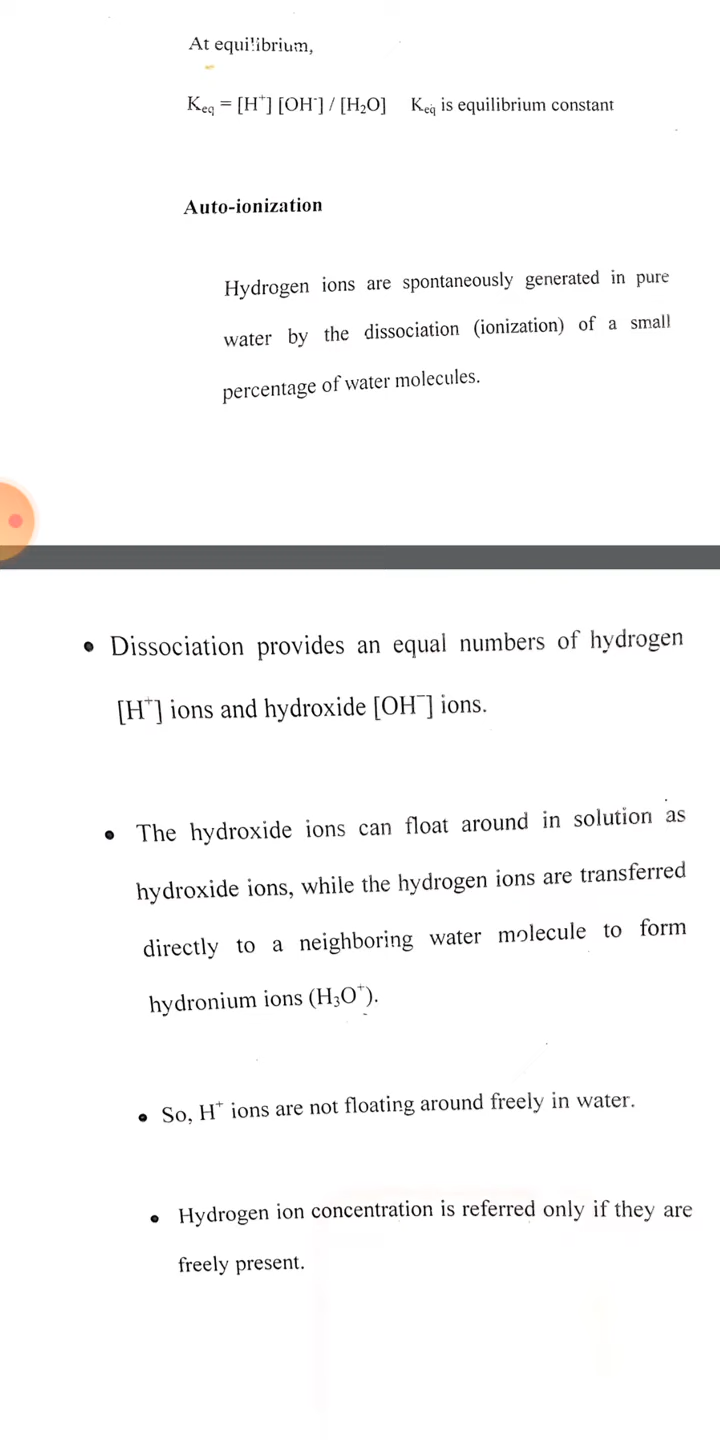 At equilibrium,
Keq = [H⁺] [OH⁻] / [H₂O] Keq is equilibrium constant
Auto-ionization
Hydrogen ions are spontaneously generated in pure
water by the dissociation (ionization) of a small
percentage of water molecules.
• Dissociation provides an equal numbers of hydrogen
[H⁺] ions and hydroxide [OH⁻] ions.
• The hydroxide ions can float around in solution as
hydroxide ions, while the hydrogen ions are transferred
directly to a neighboring water molecule to form
hydronium ions (H₃O⁺).
• So, H⁺ ions are not floating around freely in water.
• Hydrogen ion concentration is referred only if they are
freely present.